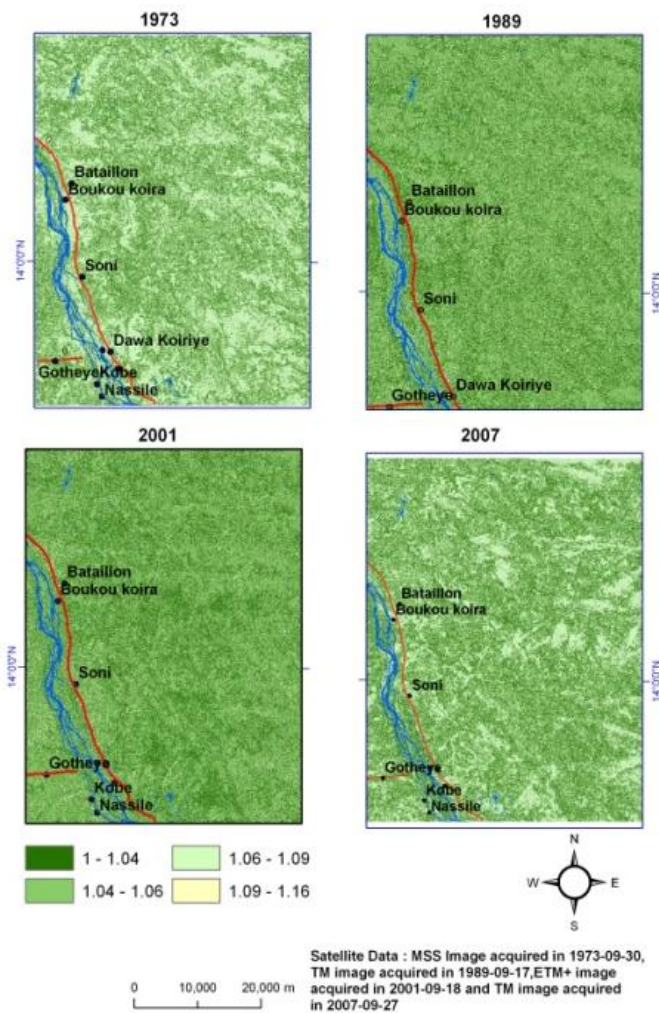 1973
1989
Bataillon
Boukou koira
Soni
Dawa Koiriye
GotheyeKobe
Nassile
14°0'0"N
Bataillon
Boukou koira
Soni
Dawa Koiriye
Gotheye
14°0'0"N
2001
2007
Bataillon
Boukou koira
Soni
Gotheye
Kobe
Nassile
14°0'0"N
Bataillon
Boukou koira
Soni
Gotheye
Kobe
Nassile
14°0'0"N
1 - 1.04
1.06 - 1.09
1.04 - 1.06
1.09 - 1.16
N
W
E
S
Satellite Data : MSS Image acquired in 1973-09-30,
TM image acquired in 1989-09-17,ETM+ image
acquired in 2001-09-18 and TM image acquired
in 2007-09-27
0
10,000
20,000 m